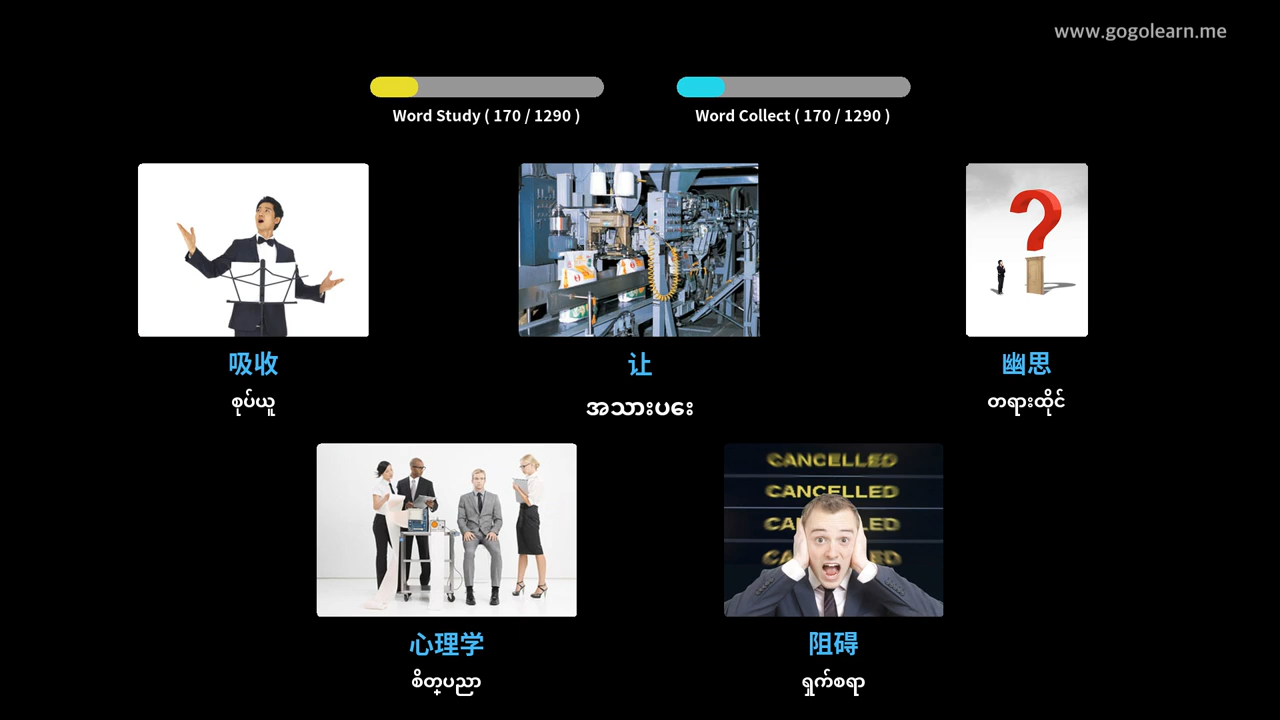 www.gogolearn.me
Word Study ( 170 / 1290 )
Word Collect ( 170 / 1290 )
吸收
စုပ်ယူ
让
အသားပေး
幽思
တရားထိုင်
CANCELLED
CANCELLED
CANCELLED
CANCELLED
心理学
စိတ္ပညာ
阻碍
ရှက်စရာ